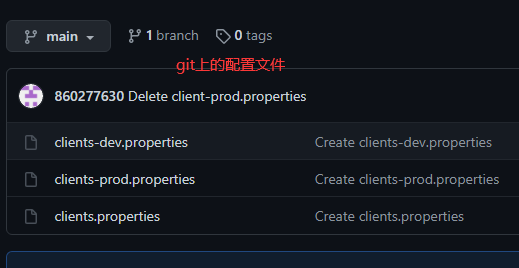 main
1 branch
0 tags
git上的配置文件
860277630 Delete client-prod.properties
clients-dev.properties Create clients-dev.properties
clients-prod.properties Create clients-prod.properties
clients.properties Create clients.properties